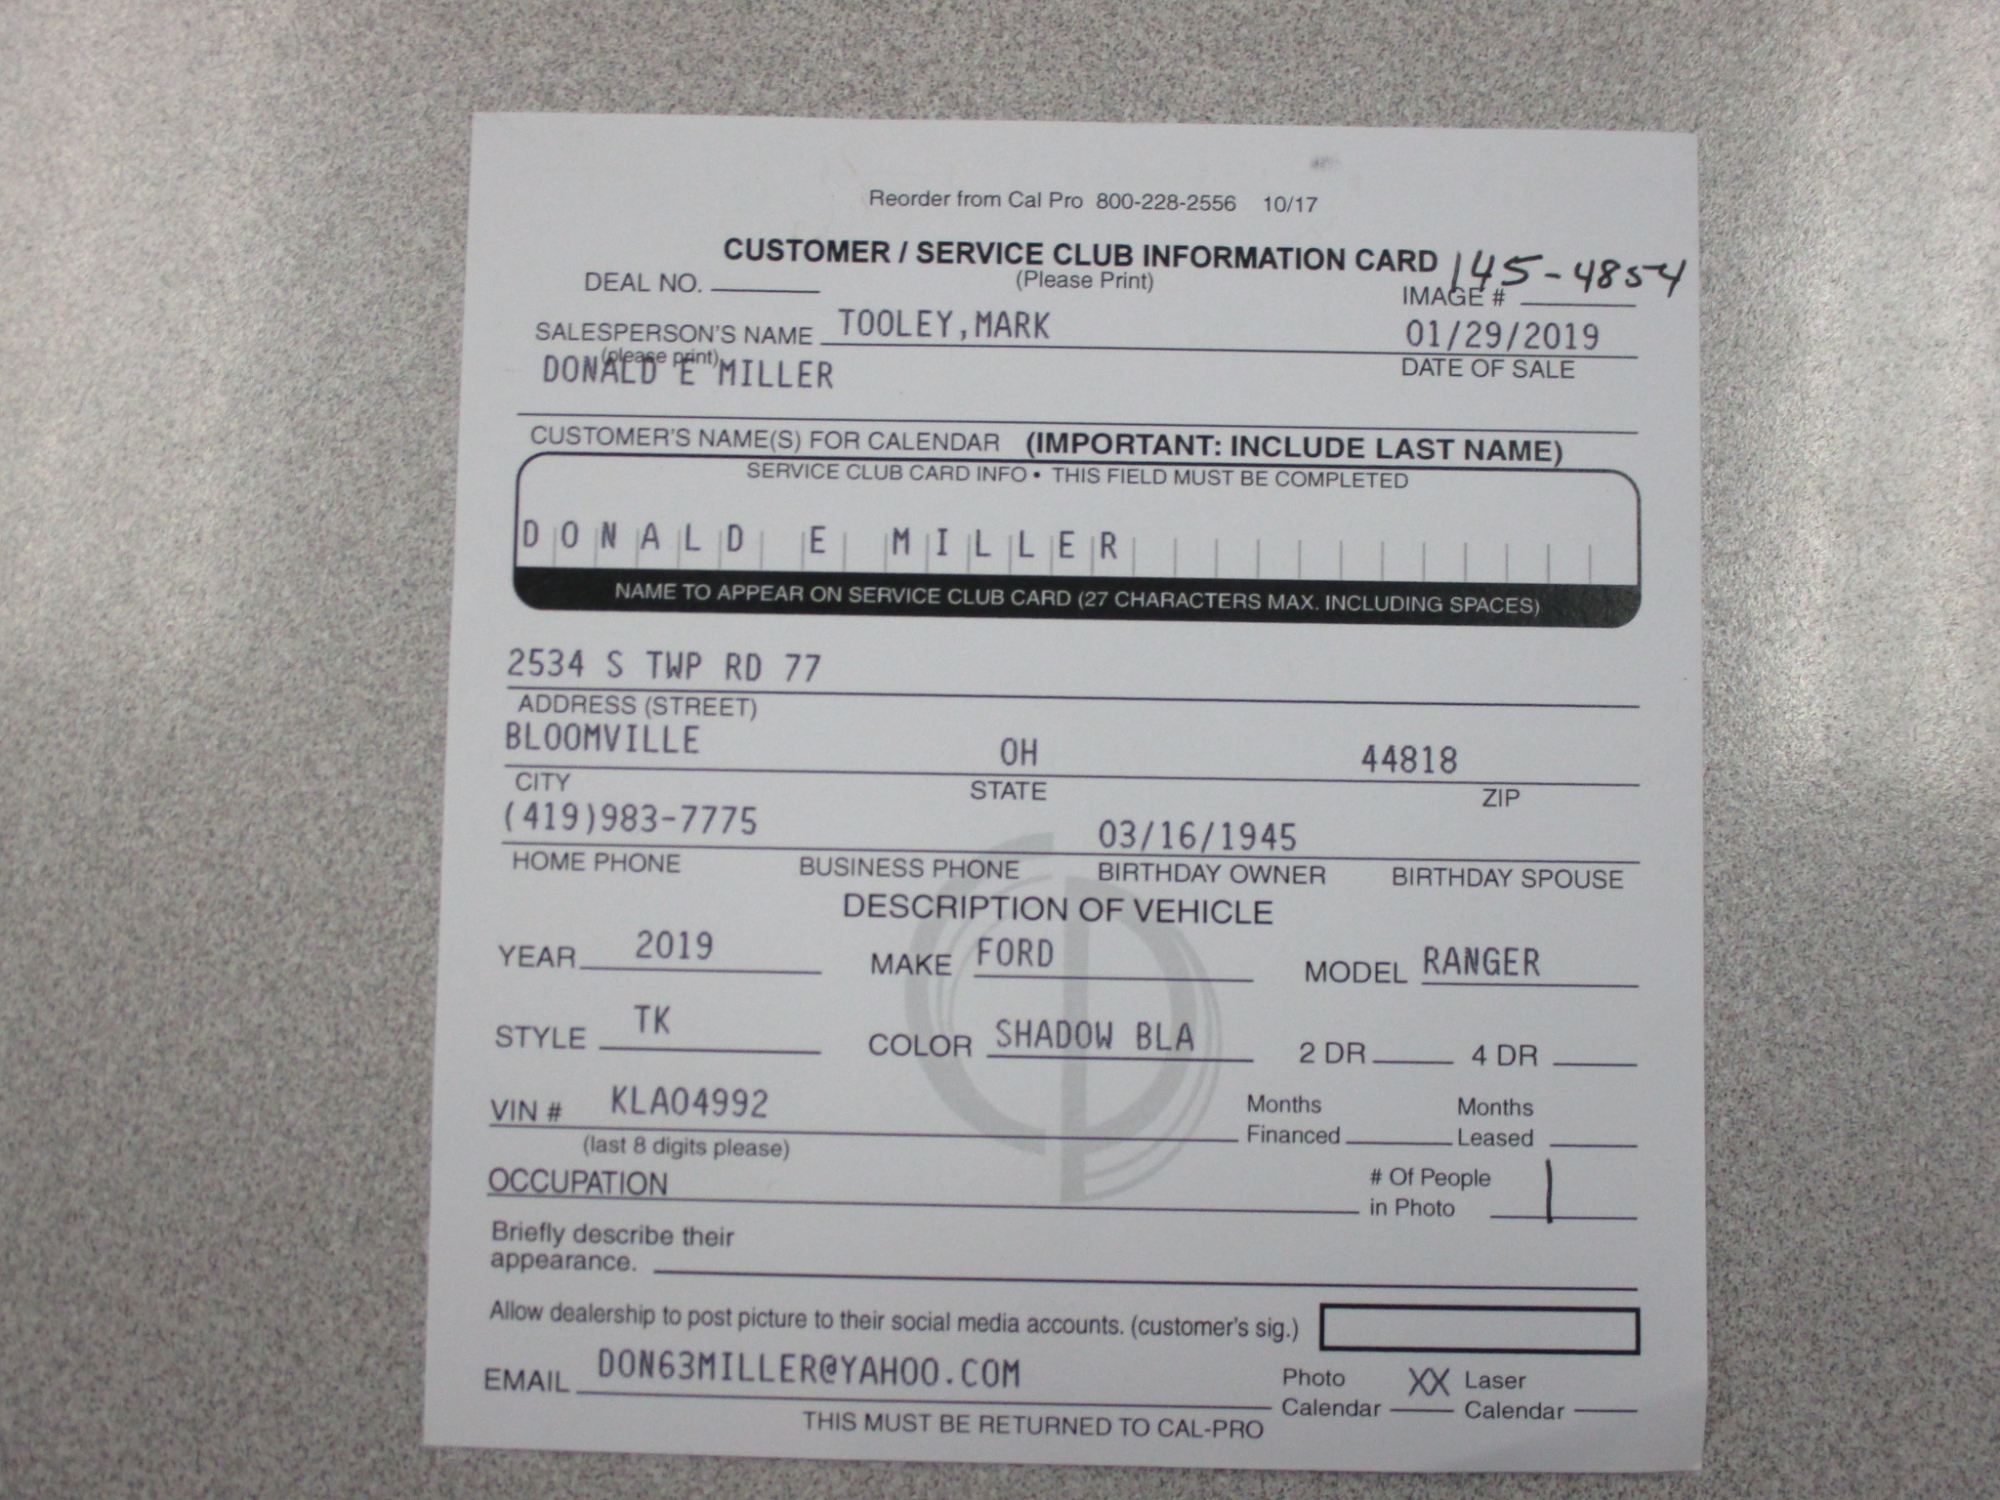 Reorder from Cal Pro 800-228-2556 10/17
CUSTOMER / SERVICE CLUB INFORMATION CARD 145-4854
DEAL NO. (Please Print) IMAGE #
SALESPERSON'S NAME TOOLEY,MARK 01/29/2019
(please print) DATE OF SALE
DONALD E MILLER
CUSTOMER'S NAME(S) FOR CALENDAR (IMPORTANT: INCLUDE LAST NAME)
SERVICE CLUB CARD INFO • THIS FIELD MUST BE COMPLETED
DONALD E MILLER
NAME TO APPEAR ON SERVICE CLUB CARD (27 CHARACTERS MAX. INCLUDING SPACES)
2534 S TWP RD 77
ADDRESS (STREET)
BLOOMVILLE OH 44818
CITY STATE ZIP
(419)983-7775 03/16/1945
HOME PHONE BUSINESS PHONE BIRTHDAY OWNER BIRTHDAY SPOUSE
DESCRIPTION OF VEHICLE
YEAR 2019 MAKE FORD MODEL RANGER
STYLE TK COLOR SHADOW BLA 2 DR 4 DR
VIN # KLA04992 Months Financed Months Leased
(last 8 digits please)
OCCUPATION # Of People in Photo 1
Briefly describe their
appearance.
Allow dealership to post picture to their social media accounts. (customer's sig.)
EMAIL DON63MILLER@YAHOO.COM Photo Calendar XX Laser Calendar
THIS MUST BE RETURNED TO CAL-PRO